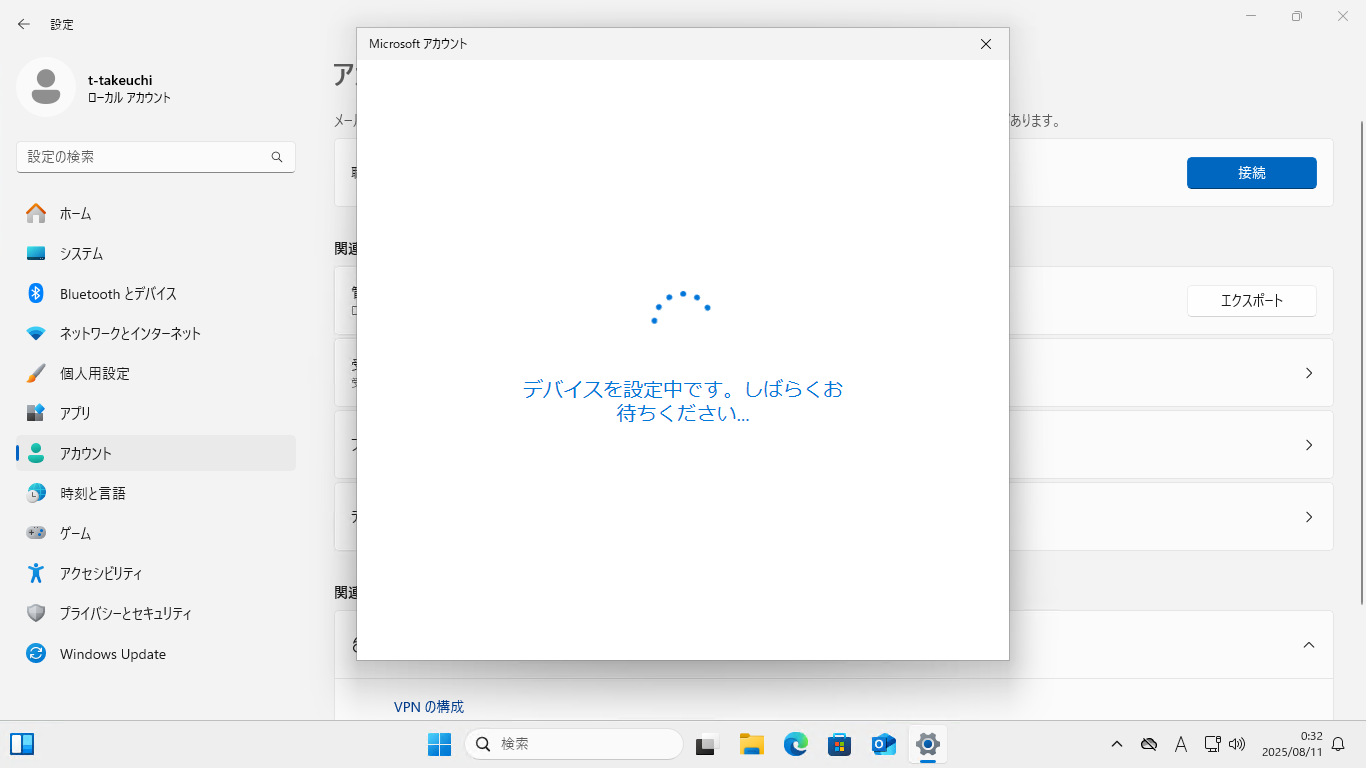 設定
t-takeuchi
ローカル アカウント
設定の検索
ホーム
システム
Bluetooth とデバイス
ネットワークとインターネット
個人用設定
アプリ
アカウント
時刻と言語
ゲーム
アクセシビリティ
プライバシーとセキュリティ
Windows Update
メール
あります。
接続
関連
エクスポート
関連
VPN の構成
Microsoft アカウント
デバイスを設定中です。しばらくお
待ちください...
検索
A
0:32
2025/08/11